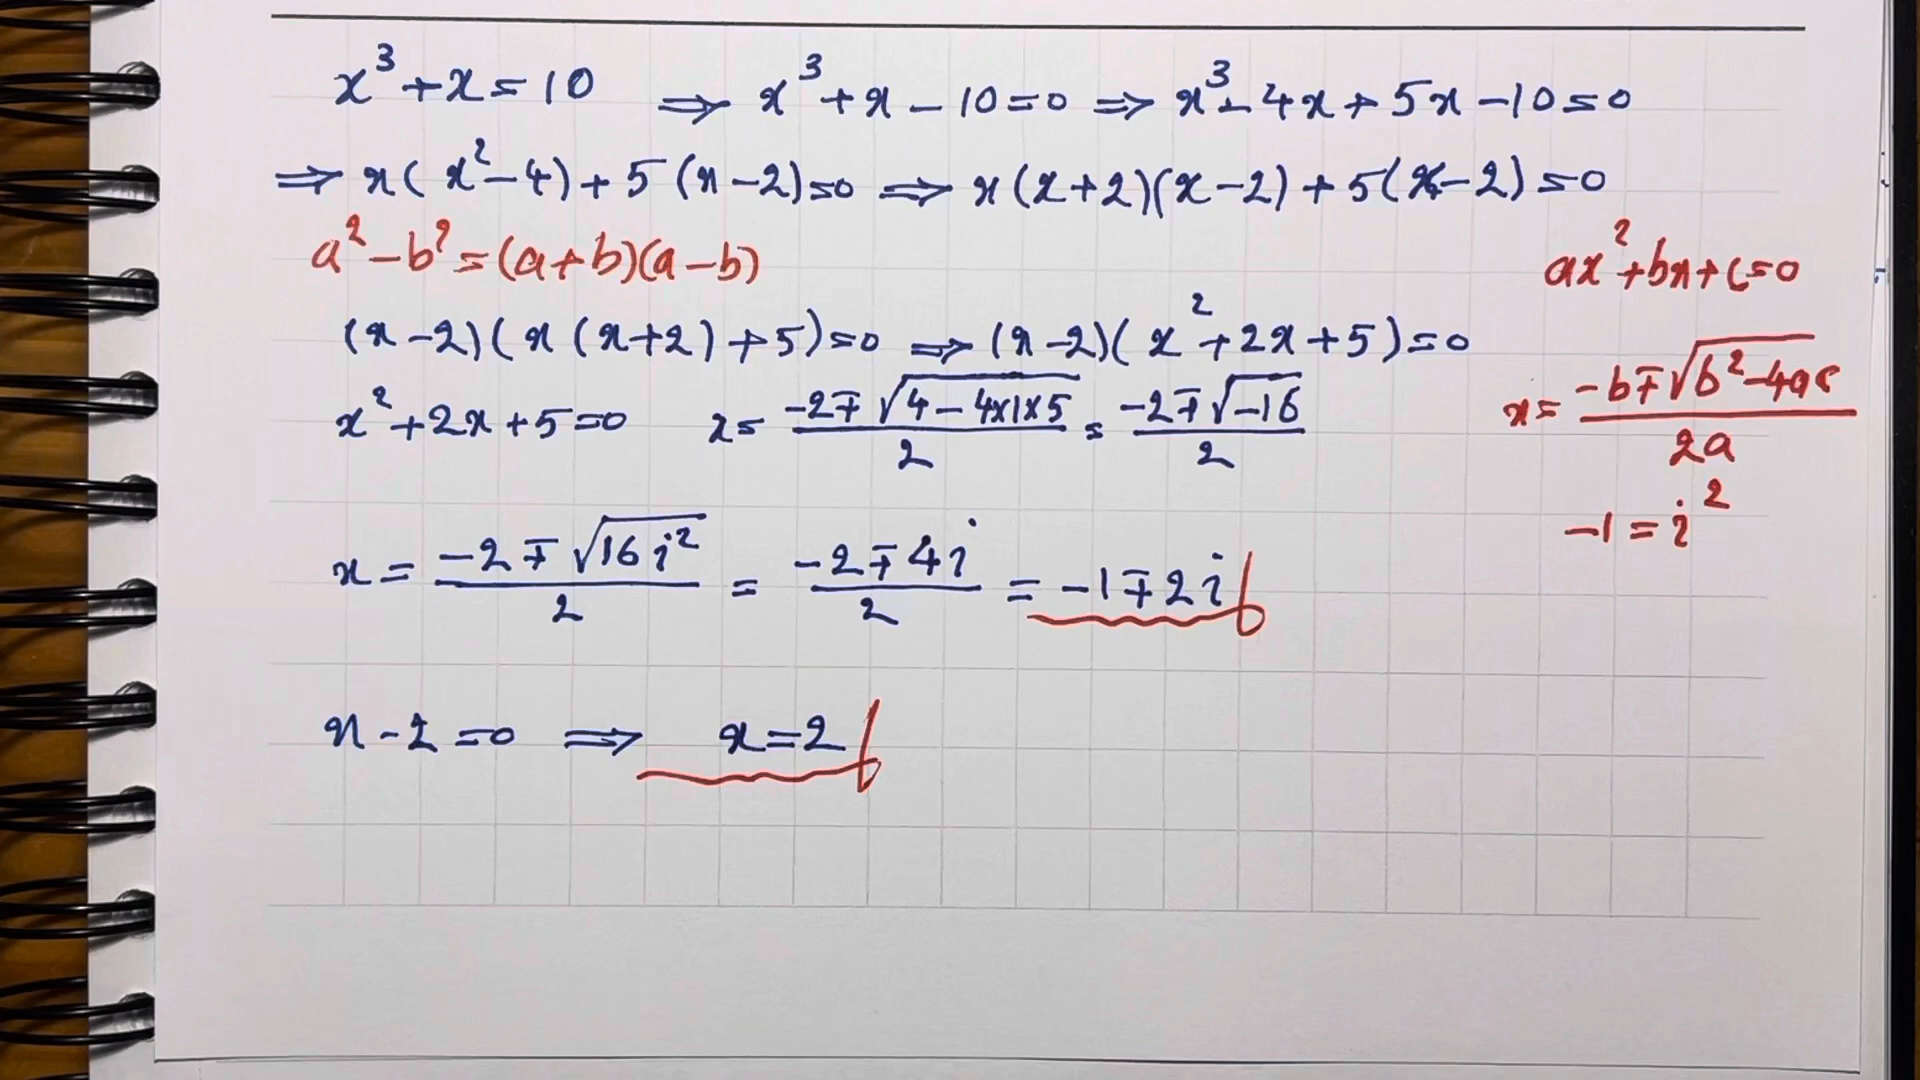 x³+x=10 ⇒ x³+x-10=0 ⇒ x³-4x+5x-10=0
⇒ x(x²-4)+5(x-2)=0 ⇒ x(x+2)(x-2)+5(x-2)=0
a²-b²=(a+b)(a-b)
ax²+bx+c=0
(x-2)(x(x+2)+5)=0 ⇒ (x-2)(x²+2x+5)=0
x²+2x+5=0 x=(-2∓√(4-4×1×5))/2=(-2∓√(-16))/2
x=(-b∓√(b²-4ac))/2a
-1=i²
x=(-2∓√(16i²))/2=(-2∓4i)/2=-1∓2i
x-2=0 ⇒ x=2